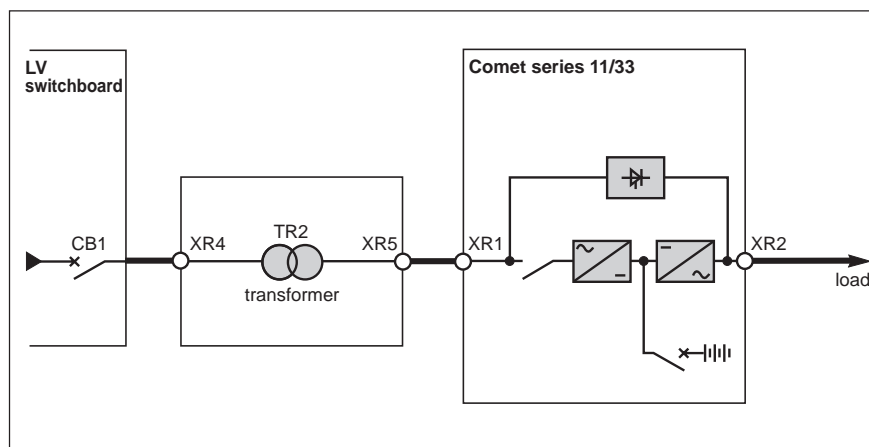 LV
switchboard
Comet series 11/33
CB1
XR4
TR2
XR5
XR1
XR2
transformer
load